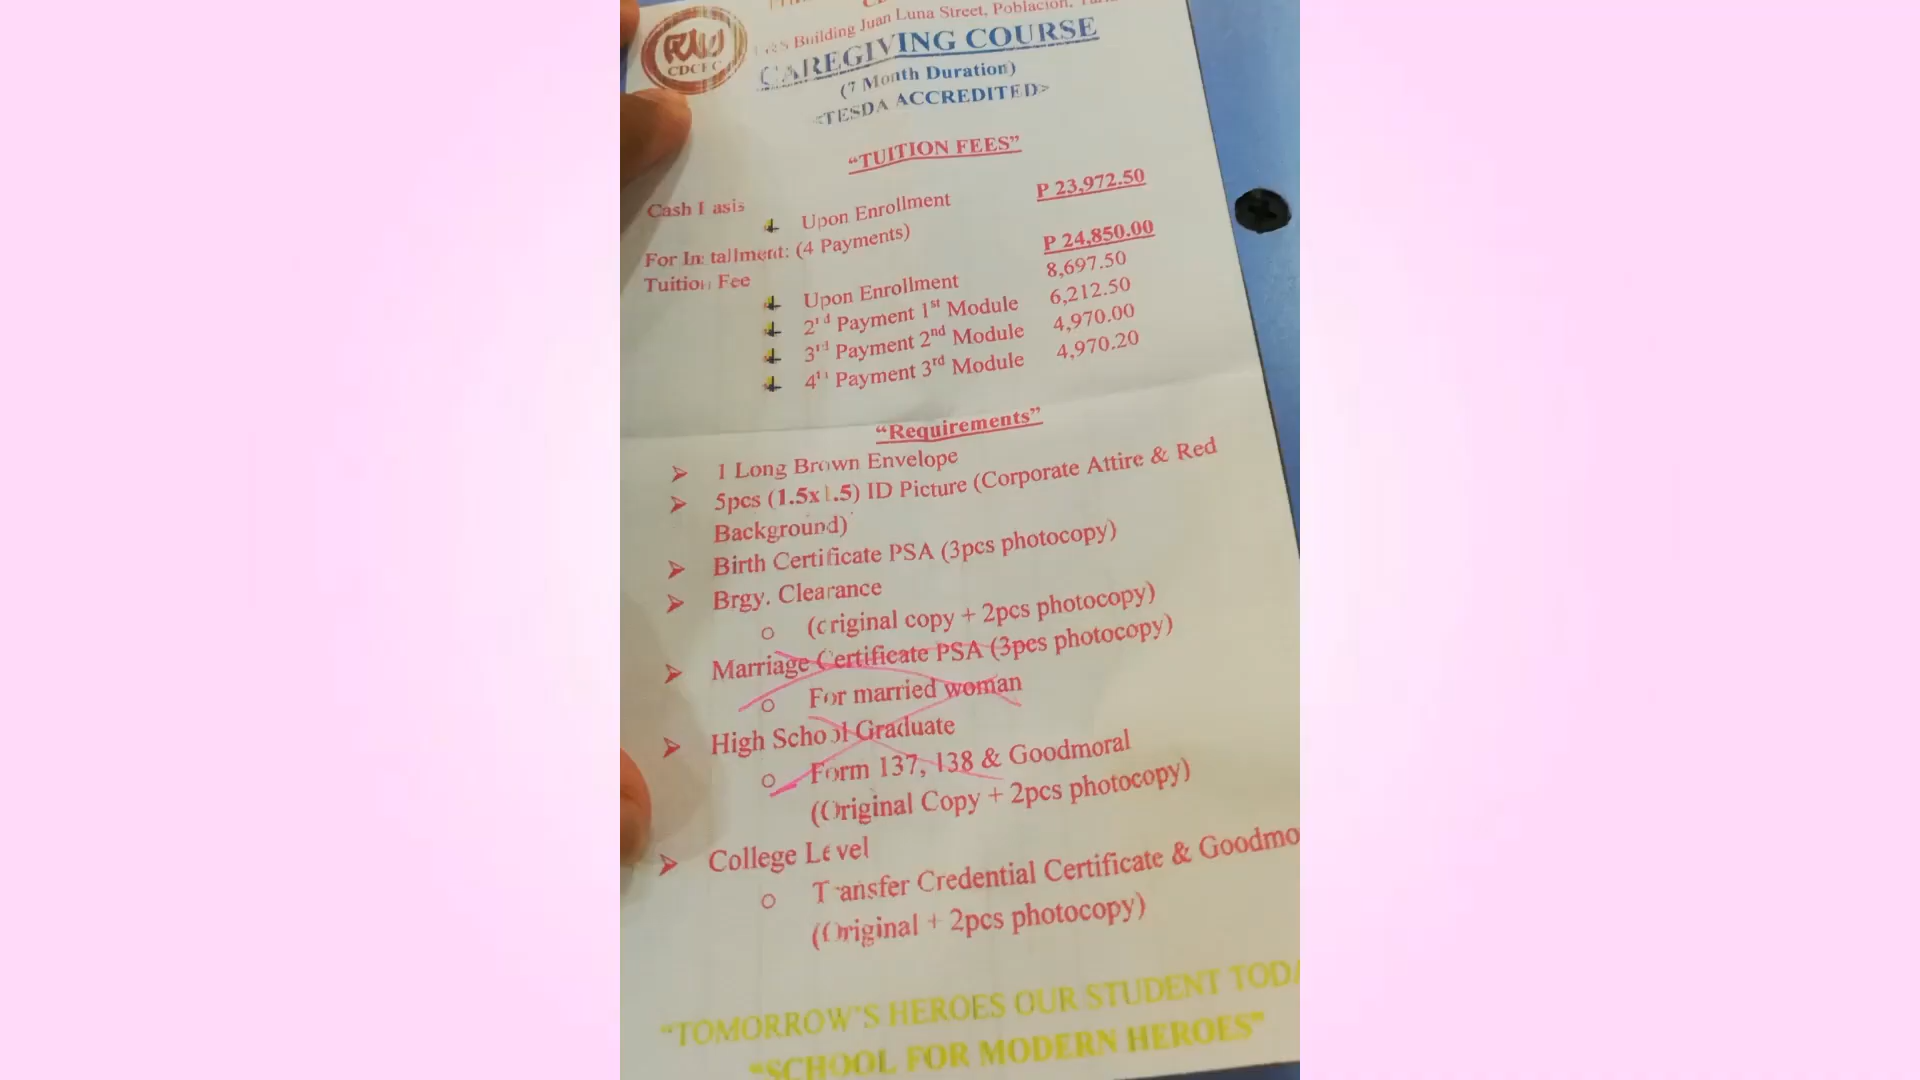 CDCFC
Building Juan Luna Street, Poblacion,
CAREGIVING COURSE
(7 Month Duration)
<TESDA ACCREDITED>
“TUITION FEES”
Cash asis
Upon Enrollment P 23,972.50
For In tallment: (4 Payments)
Tuition Fee P 24,850.00
Upon Enrollment 8,697.50
2nd Payment 1st Module 6,212.50
3rd Payment 2nd Module 4,970.00
4th Payment 3rd Module 4,970.20
“Requirements”
1 Long Brown Envelope
5pcs (1.5x1.5) ID Picture (Corporate Attire & Red
Background)
Birth Certificate PSA (3pcs photocopy)
Brgy. Clearance
(original copy + 2pcs photocopy)
Marriage Certificate PSA (3pcs photocopy)
For married woman
High School Graduate
Form 137, 138 & Goodmoral
(Original Copy + 2pcs photocopy)
College Level
Transfer Credential Certificate & Goodmo
(Original + 2pcs photocopy)
“TOMORROW’S HEROES OUR STUDENT TODA
“SCHOOL FOR MODERN HEROES”